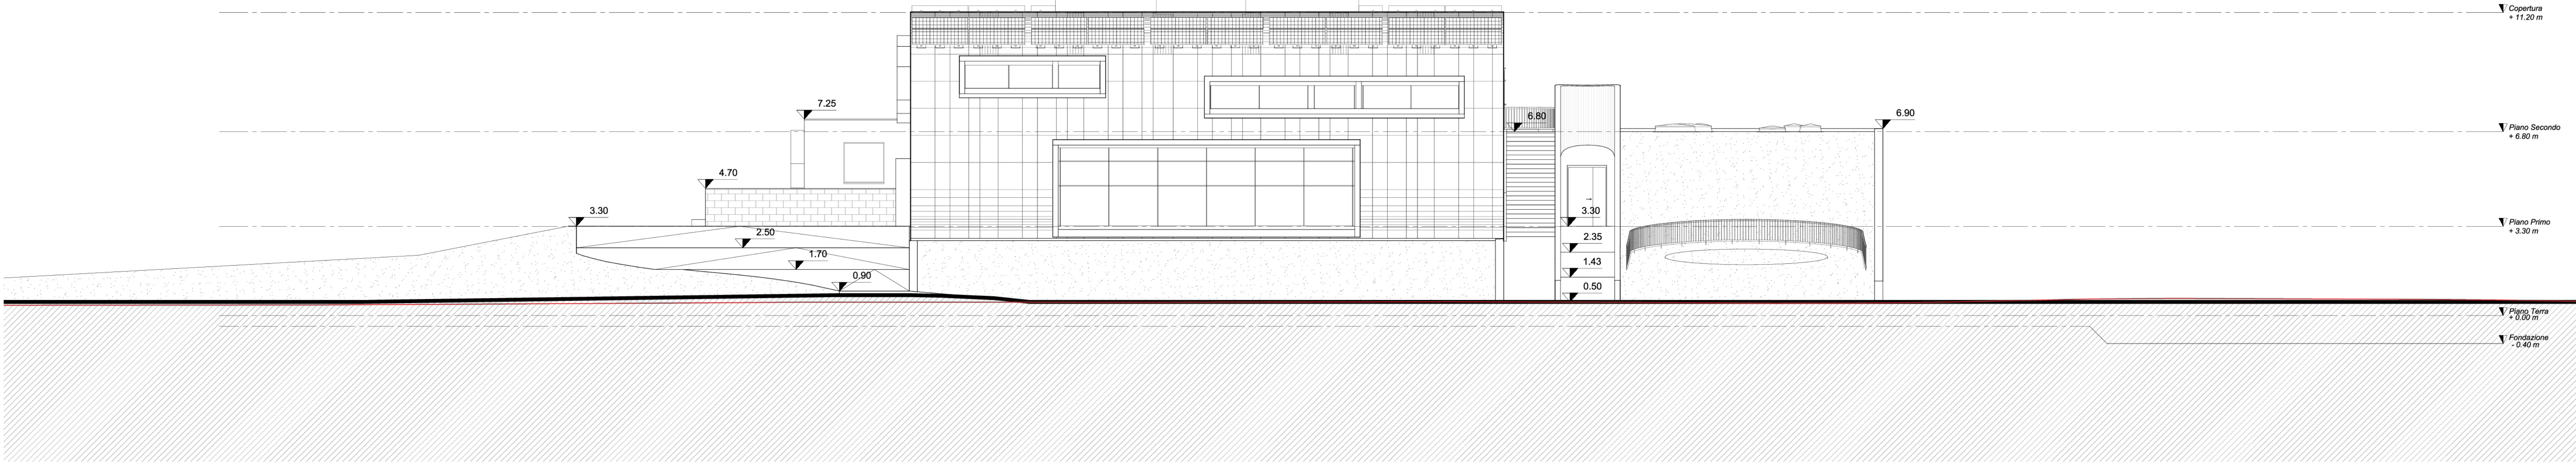 Copertura
+ 11.20 m
7.25
6.80
6.90
Piano Secondo
+ 6.80 m
4.70
3.30
3.30
Piano Primo
+ 3.30 m
2.50
2.35
1.70
1.43
0.90
0.50
Piano Terra
+ 0.00 m
Fondazione
- 0.40 m